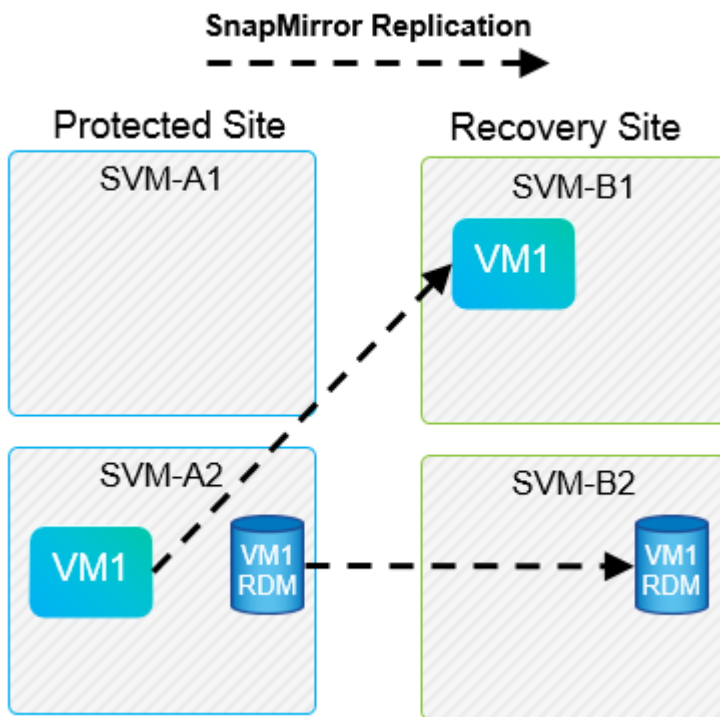 SnapMirror Replication
Protected Site
Recovery Site
SVM-A1
SVM-B1
VM1
SVM-A2
SVM-B2
VM1
VM1
RDM
VM1
RDM